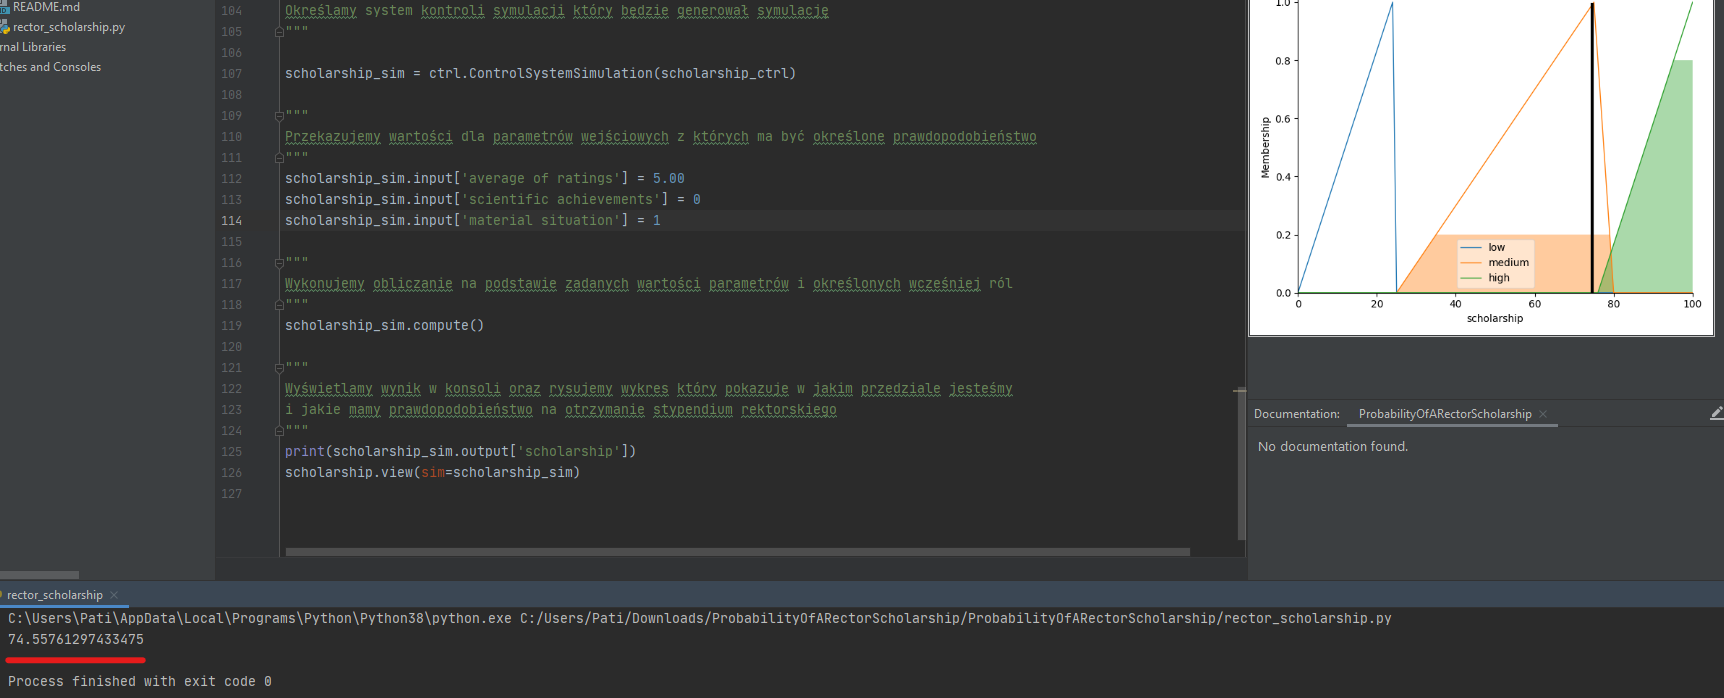 README.md
rector_scholarship.py
rnal Libraries
tches and Consoles
104 Określamy system kontroli symulacji który będzie generował symulację
105 """
106
107 scholarship_sim = ctrl.ControlSystemSimulation(scholarship_ctrl)
108
109 """
110 Przekazujemy wartości dla parametrów wejściowych z których ma być określone prawdopodobieństwo
111 """
112 scholarship_sim.input['average of ratings'] = 5.00
113 scholarship_sim.input['scientific achievements'] = 0
114 scholarship_sim.input['material situation'] = 1
115
116 """
117 Wykonujemy obliczanie na podstawie zadanych wartości parametrów i określonych wcześniej ról
118 """
119 scholarship_sim.compute()
120
121 """
122 Wyświetlamy wynik w konsoli oraz rysujemy wykres który pokazuje w jakim przedziale jesteśmy
123 i jakie mamy prawdopodobieństwo na otrzymanie stypendium rektorskiego
124 """
125 print(scholarship_sim.output['scholarship'])
126 scholarship.view(sim=scholarship_sim)
127
1.0
0.8
0.6
0.4
0.2
0.0
Membership
low
medium
high
0 20 40 60 80 100
scholarship
Documentation: ProbabilityOfARectorScholarship
No documentation found.
rector_scholarship
C:\Users\Pati\AppData\Local\Programs\Python\Python38\python.exe C:/Users/Pati/Downloads/ProbabilityOfARectorScholarship/ProbabilityOfARectorScholarship/rector_scholarship.py
74.55761297433475
Process finished with exit code 0